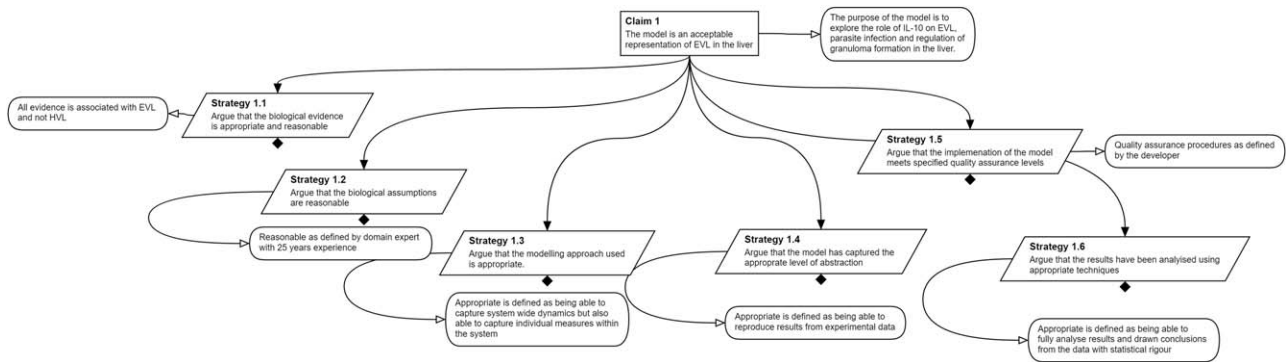 Claim 1
The model is an acceptable
representation of EVL in the liver
The purpose of the model is to
explore the role of IL-10 on EVL,
parasite infection and regulation of
granuloma formation in the liver.
All evidence is associated with EVL
and not HVL
Strategy 1.1
Argue that the biological evidence
is appropriate and reasonable
Strategy 1.5
Argue that the implemenation of the model
meets specified quality assurance levels
Quality assurance procedures as defined
by the developer
Strategy 1.2
Argue that the biological assumptions
are reasonable
Reasonable as defined by domain expert
with 25 years experience
Strategy 1.3
Argue that the modelling approach used
is appropriate.
Strategy 1.4
Argue that the model has captured the
approprate level of abstraction
Strategy 1.6
Argue that the results have been analyised using
appropriate techniques
Appropriate is defined as being able to
capture system wide dynamics but also
able to capture individual measures within
the system
Appropriate is defined as being able to
reproduce results from experimental data
Appropriate is defined as being able to
fully analyse results and drawn conclusions
from the data with statistical rigour